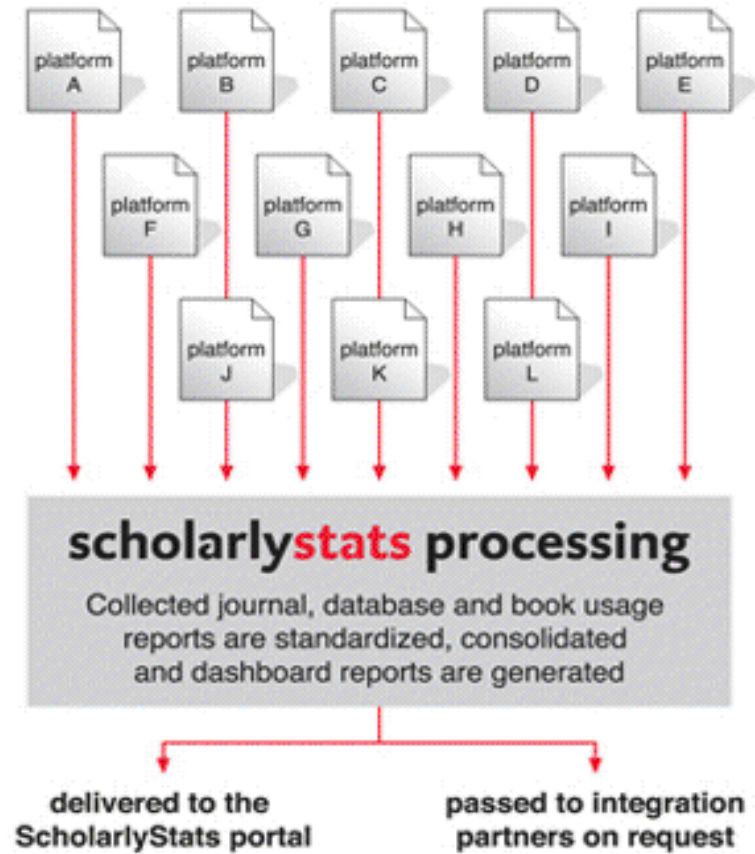 platform
A
platform
B
platform
C
platform
D
platform
E
platform
F
platform
G
platform
H
platform
I
platform
J
platform
K
platform
L
scholarlystats processing
Collected journal, database and book usage
reports are standardized, consolidated
and dashboard reports are generated
delivered to the
ScholarlyStats portal
passed to integration
partners on request